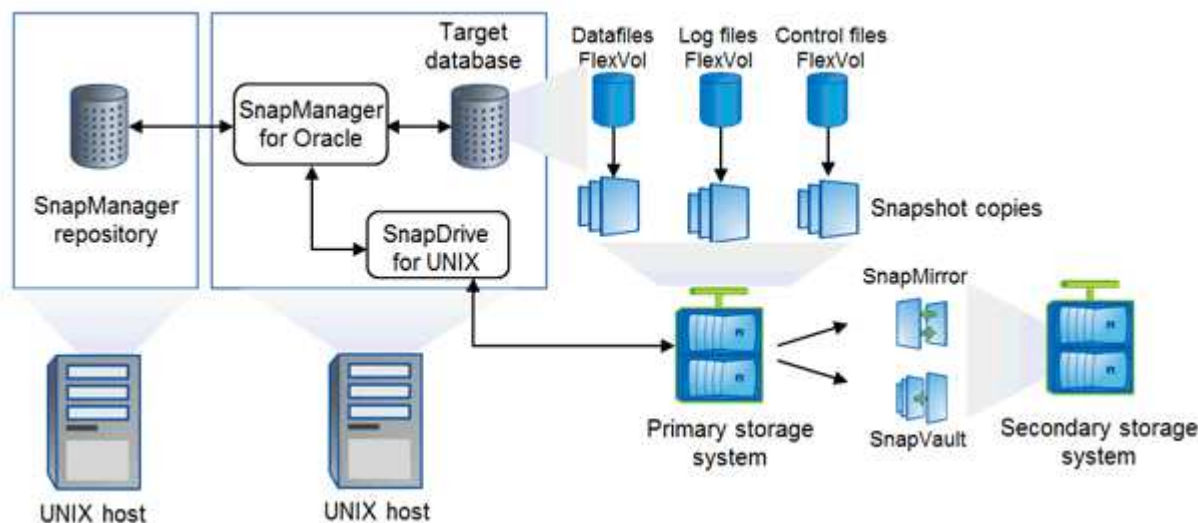 Target
database
Datafiles
FlexVol
Log files
FlexVol
Control files
FlexVol
SnapManager
for Oracle
SnapManager
repository
Snapshot copies
SnapDrive
for UNIX
SnapMirror
SnapVault
Primary storage
system
Secondary storage
system
UNIX host
UNIX host